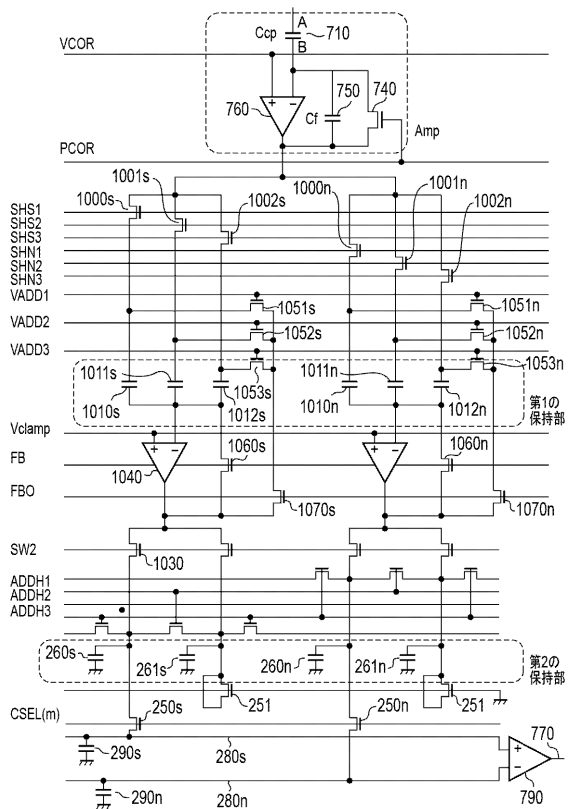 A
Ccp
710
B
VCOR
750
740
760
Cf
Amp
PCOR
1001s
1000s
1002s
1000n
1001n
1002n
SHS1
SHS2
SHS3
SHN1
SHN2
SHN3
VADD1
1051s
1051n
VADD2
1052s
1052n
VADD3
1011s
1011n
1053n
1053s
1010s
1012s
1010n
1012n
第1の
保持部
Vclamp
1040
1060s
1060n
FB
FBO
1070s
1070n
SW2
1030
ADDH1
ADDH2
ADDH3
260s
261s
260n
261n
第2の
保持部
251
251
CSEL(m)
250s
250n
290s
280s
770
290n
280n
790
+
−
+
−
+
−
+
−